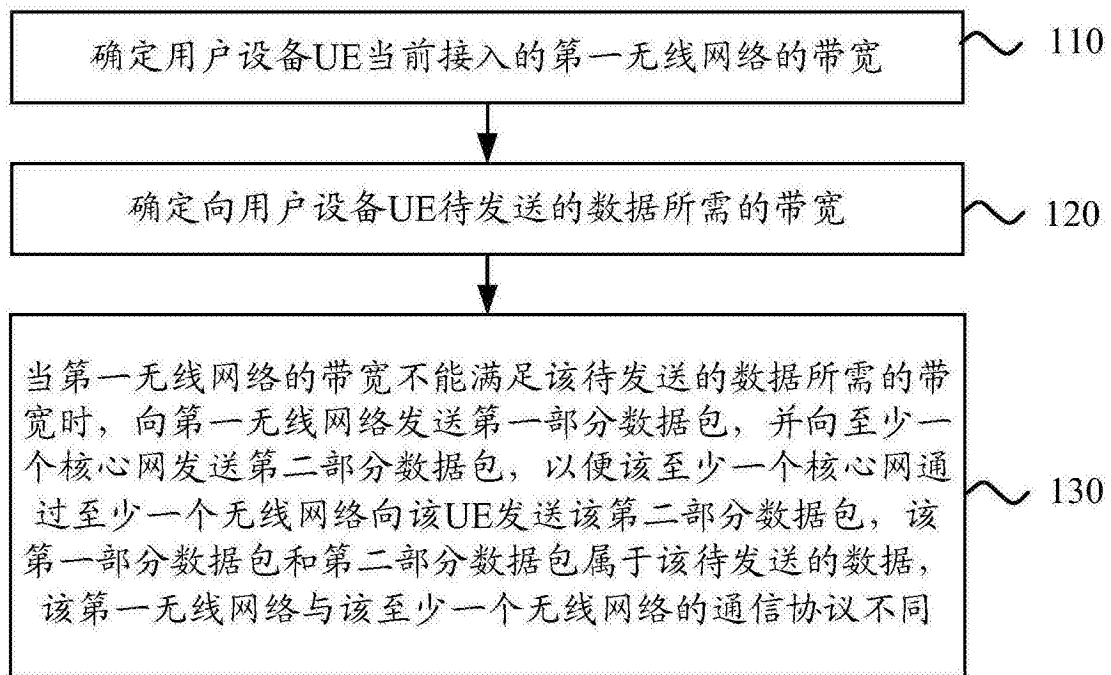 确定用户设备UE当前接入的第一无线网络的带宽
110
确定向用户设备UE待发送的数据所需的带宽
120
当第一无线网络的带宽不能满足该待发送的数据所需的带
宽时，向第一无线网络发送第一部分数据包，并向至少一
个核心网发送第二部分数据包，以便该至少一个核心网通
过至少一个无线网络向该UE发送该第二部分数据包，该
第一部分数据包和第二部分数据包属于该待发送的数据，
该第一无线网络与该至少一个无线网络的通信协议不同
130